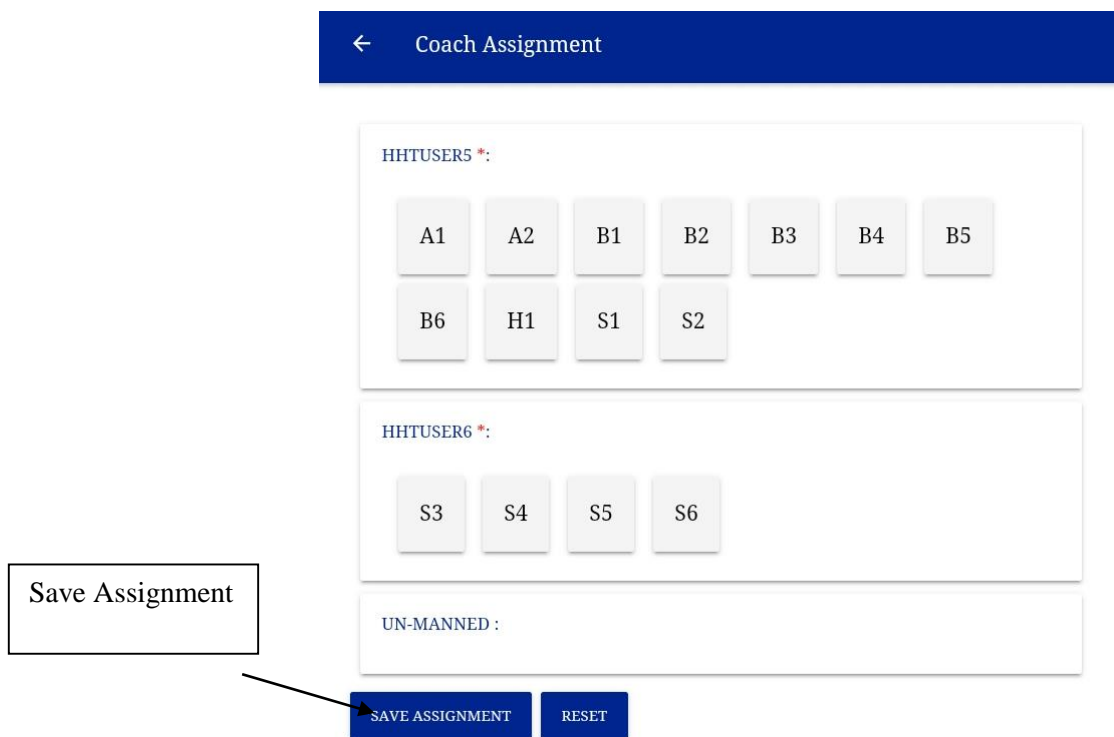 Coach Assignment
HHTUSER5 *:
A1 A2 B1 B2 B3 B4 B5
B6 H1 S1 S2
HHTUSER6 *:
S3 S4 S5 S6
Save Assignment
UN-MANNED :
SAVE ASSIGNMENT RESET